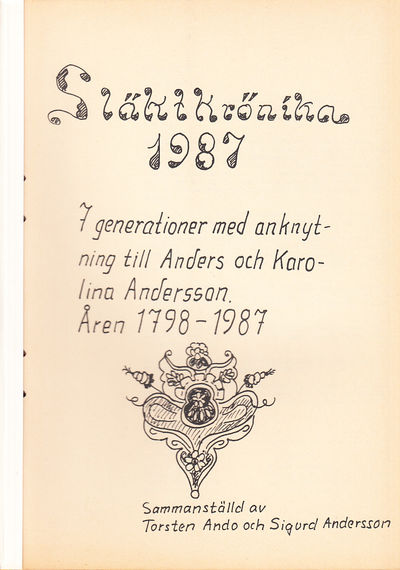 Släktkrönika
1987
7 generationer med anknyt-
ning till Anders och Karo-
lina Andersson.
Åren 1798-1987
Sammanställd av
Torsten Ando och Sigurd Andersson